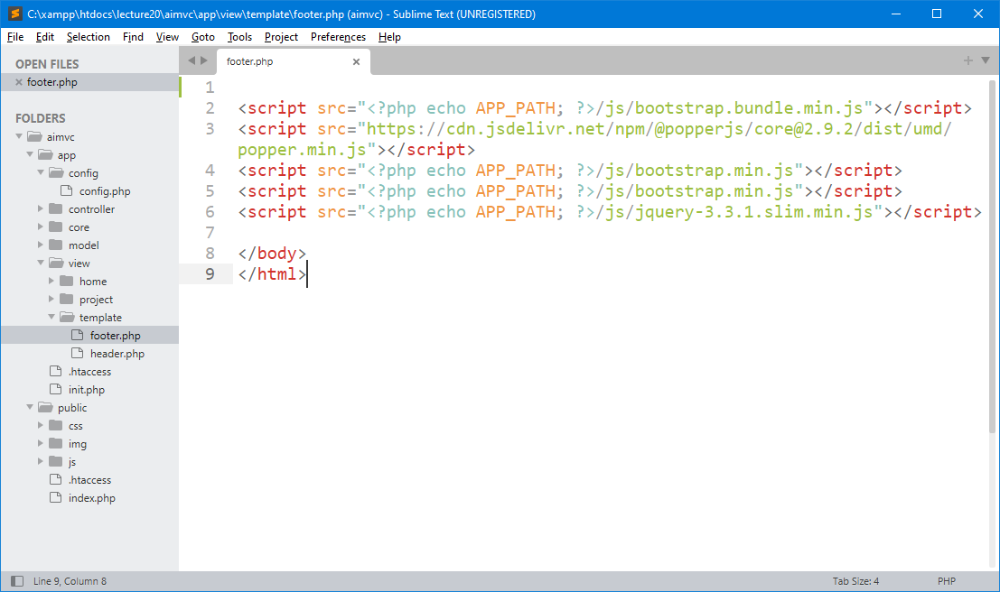 C:\xampp\htdocs\lecture20\aimvc\app\view\template\footer.php (aimvc) - Sublime Text (UNREGISTERED)
File Edit Selection Find View Goto Tools Project Preferences Help
OPEN FILES
footer.php
FOLDERS
aimvc
app
config
config.php
controller
core
model
view
home
project
template
footer.php
header.php
.htaccess
init.php
public
css
img
js
.htaccess
index.php
footer.php
1
2 <script src="<?php echo APP_PATH; ?>/js/bootstrap.bundle.min.js"></script>
3 <script src="https://cdn.jsdelivr.net/npm/@popperjs/core@2.9.2/dist/umd/
popper.min.js"></script>
4 <script src="<?php echo APP_PATH; ?>/js/bootstrap.min.js"></script>
5 <script src="<?php echo APP_PATH; ?>/js/bootstrap.min.js"></script>
6 <script src="<?php echo APP_PATH; ?>/js/jquery-3.3.1.slim.min.js"></script>
7
8 </body>
9 </html>
Line 9, Column 8 Tab Size: 4 PHP